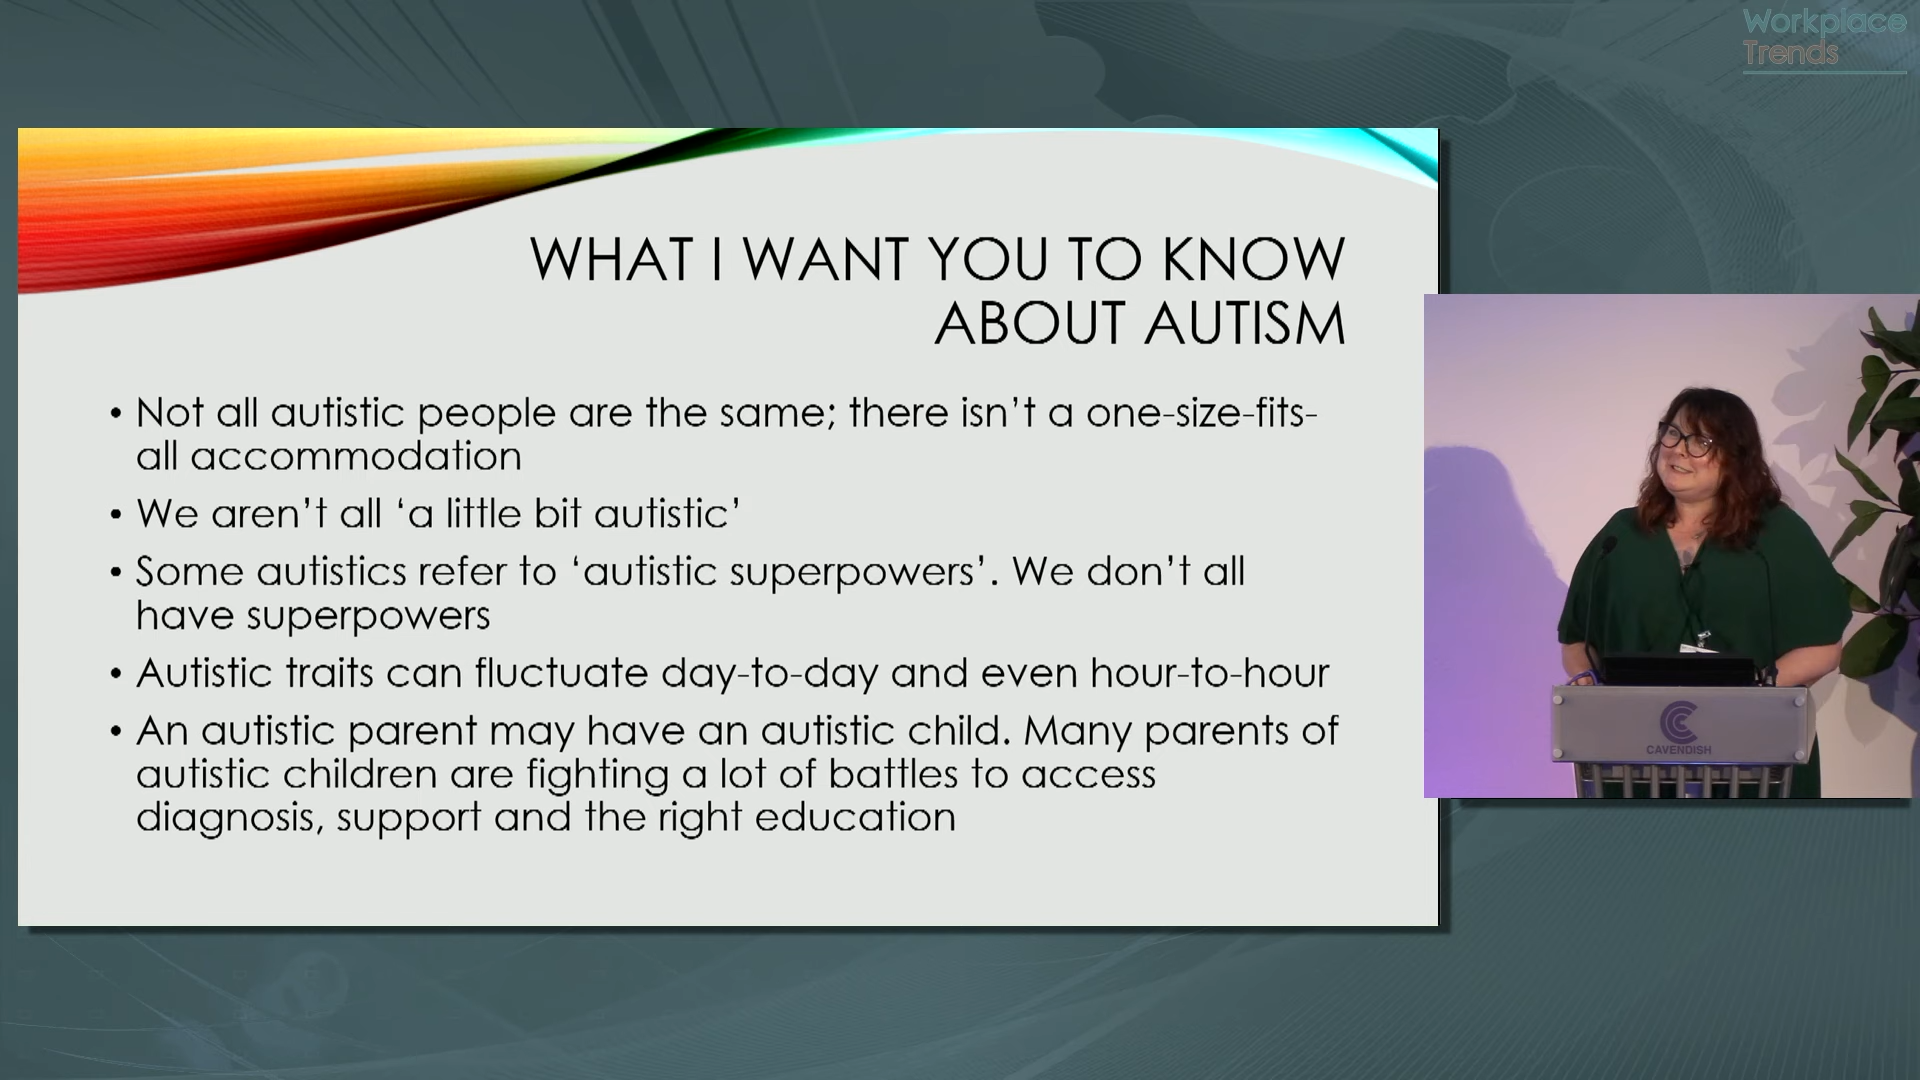 Workplace
Trends
WHAT I WANT YOU TO KNOW
ABOUT AUTISM
• Not all autistic people are the same; there isn’t a one-size-fits-
all accommodation
• We aren’t all ‘a little bit autistic’
• Some autistics refer to ‘autistic superpowers’. We don’t all
have superpowers
• Autistic traits can fluctuate day-to-day and even hour-to-hour
• An autistic parent may have an autistic child. Many parents of
autistic children are fighting a lot of battles to access
diagnosis, support and the right education
CAVENDISH